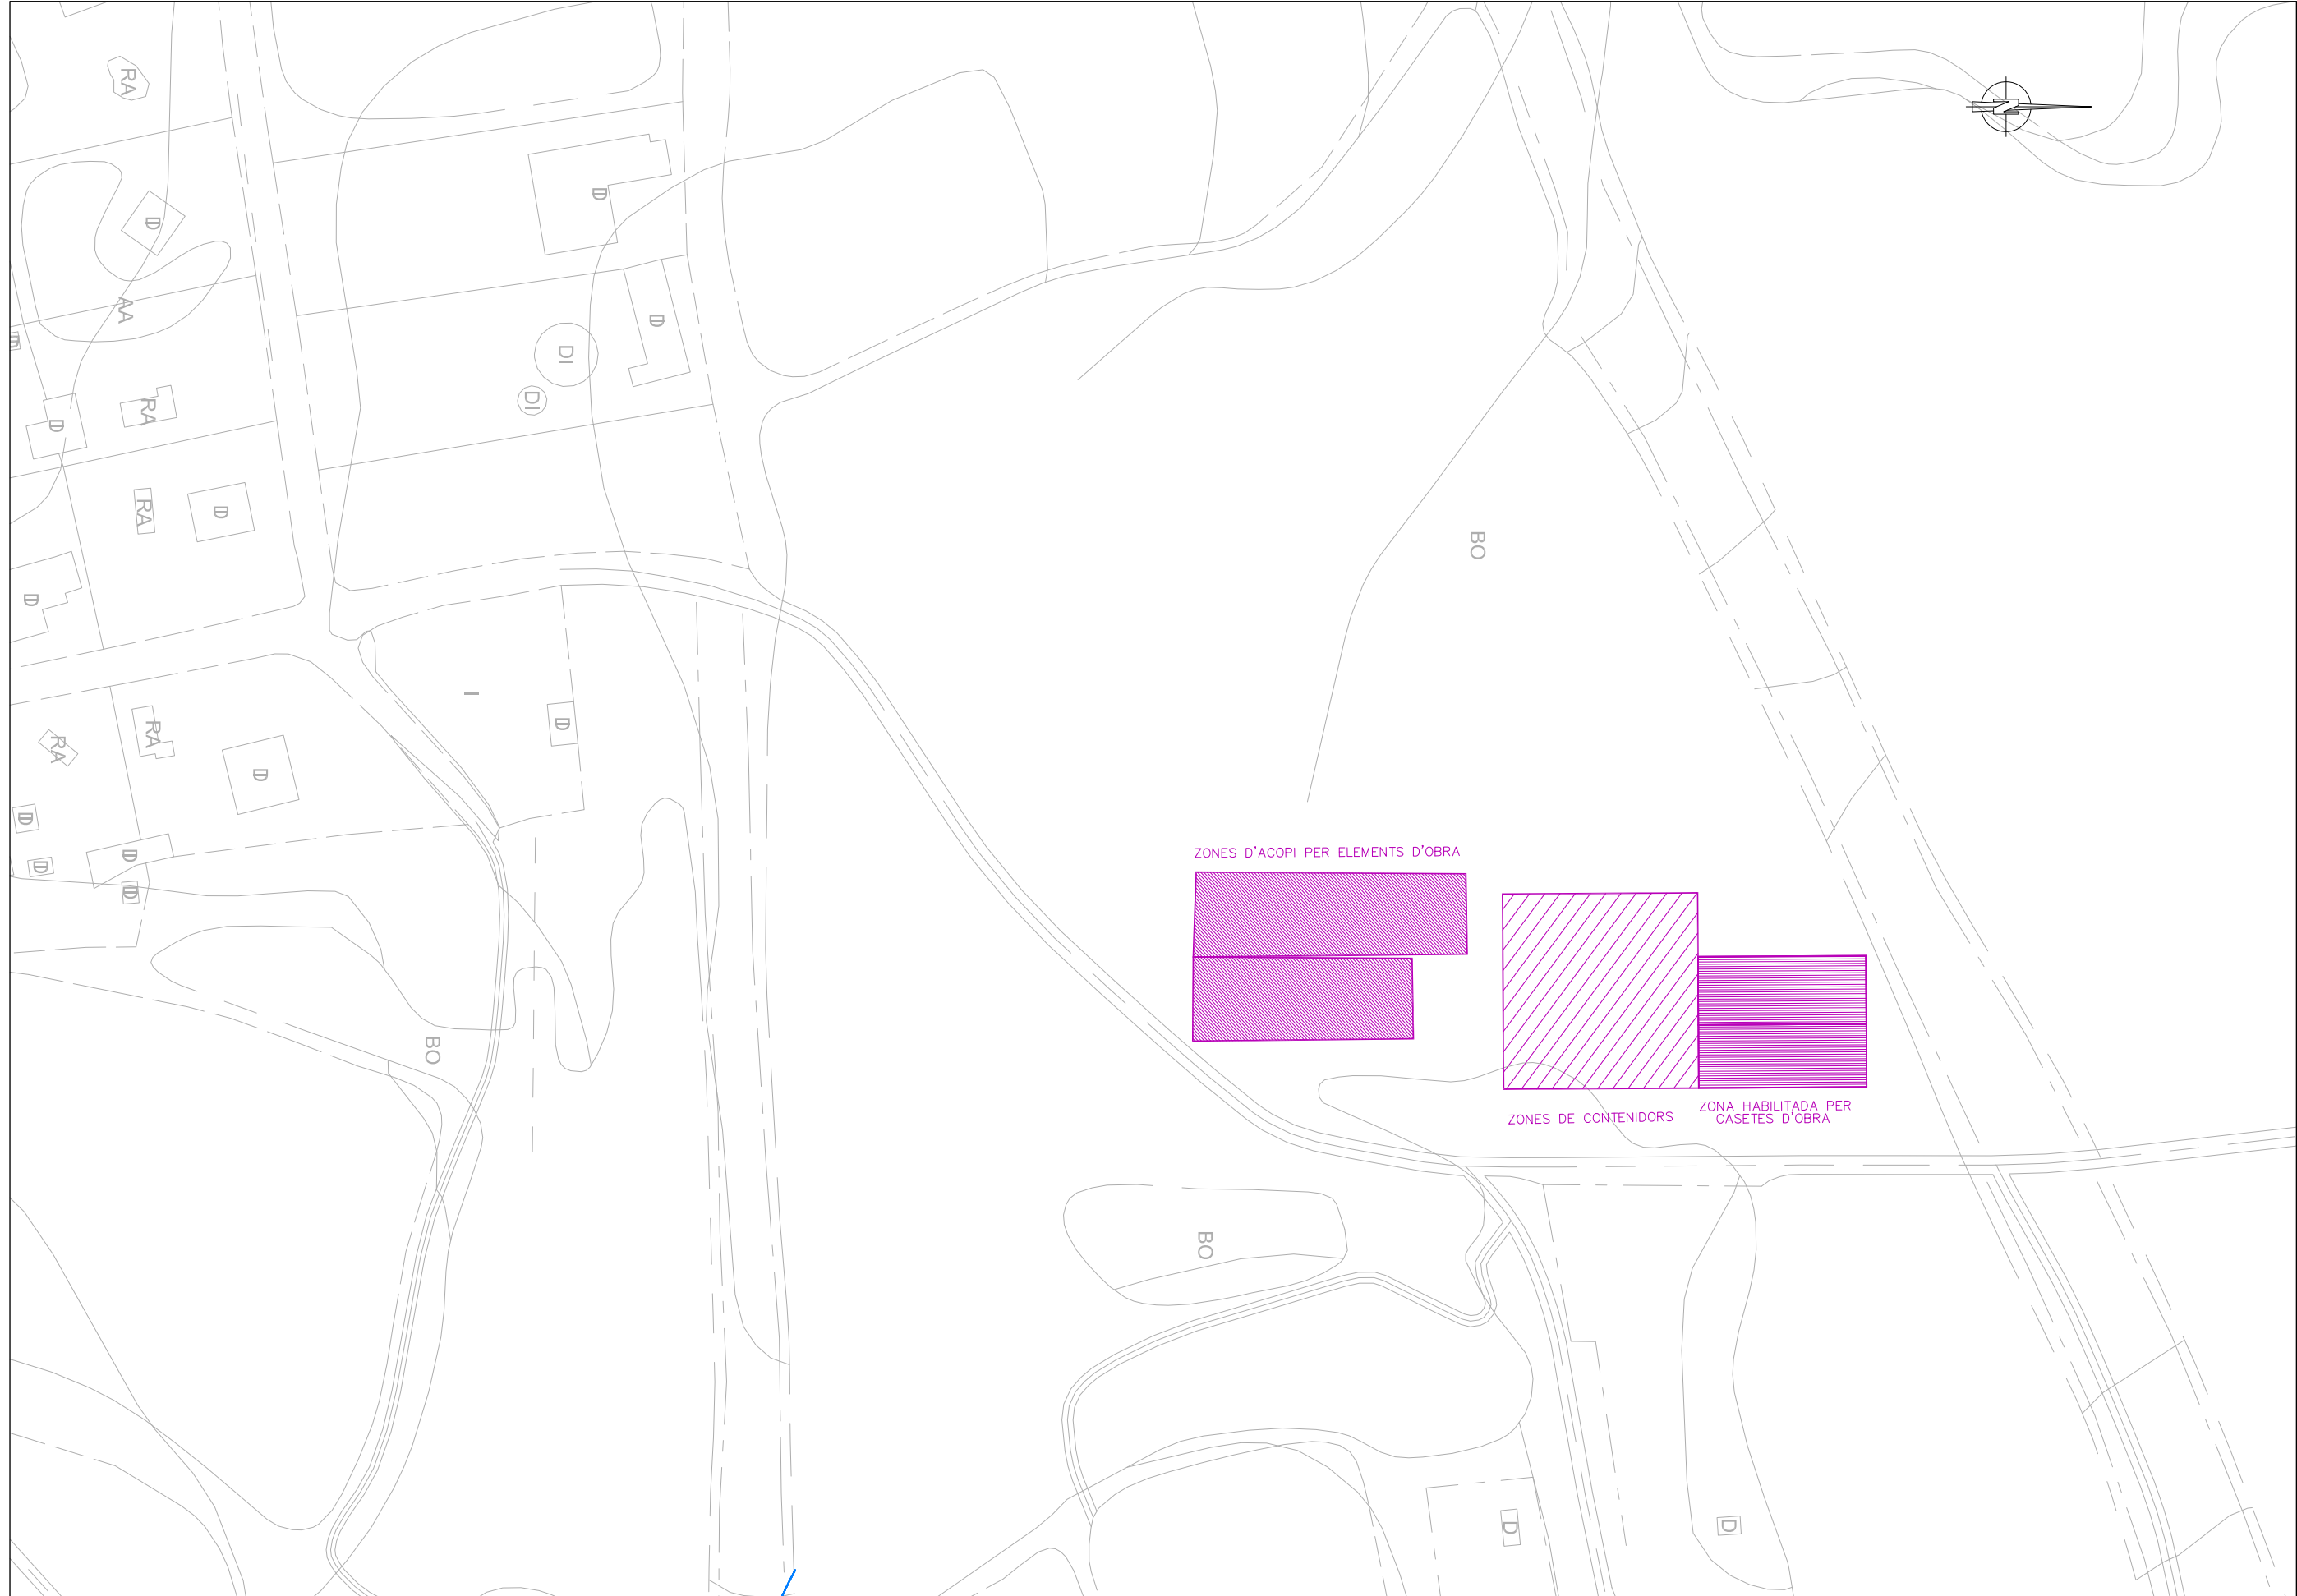 RA
N
D
D
AA
D
DI
D
DI
RA
D
RA
D
BO
D
I
RA
D
RA
D
D
ZONES D'ACOPI PER ELEMENTS D'OBRA
D
D
D
BO
ZONES DE CONTENIDORS
ZONA HABILITADA PER
CASETES D'OBRA
BO
D
D